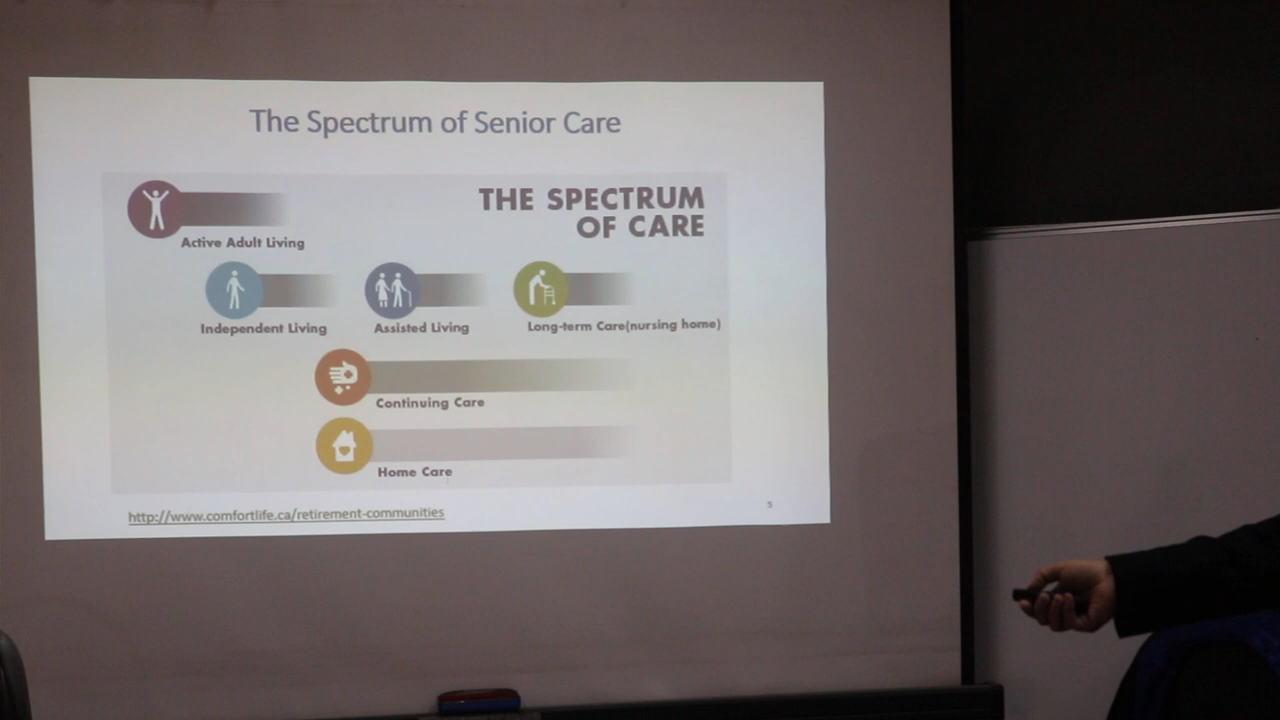 The Spectrum of Senior Care
THE SPECTRUM
OF CARE
Active Adult Living
Independent Living
Assisted Living
Long-term Care(nursing home)
Continuing Care
Home Care
http://www.comfortlife.ca/retirement-communities
5